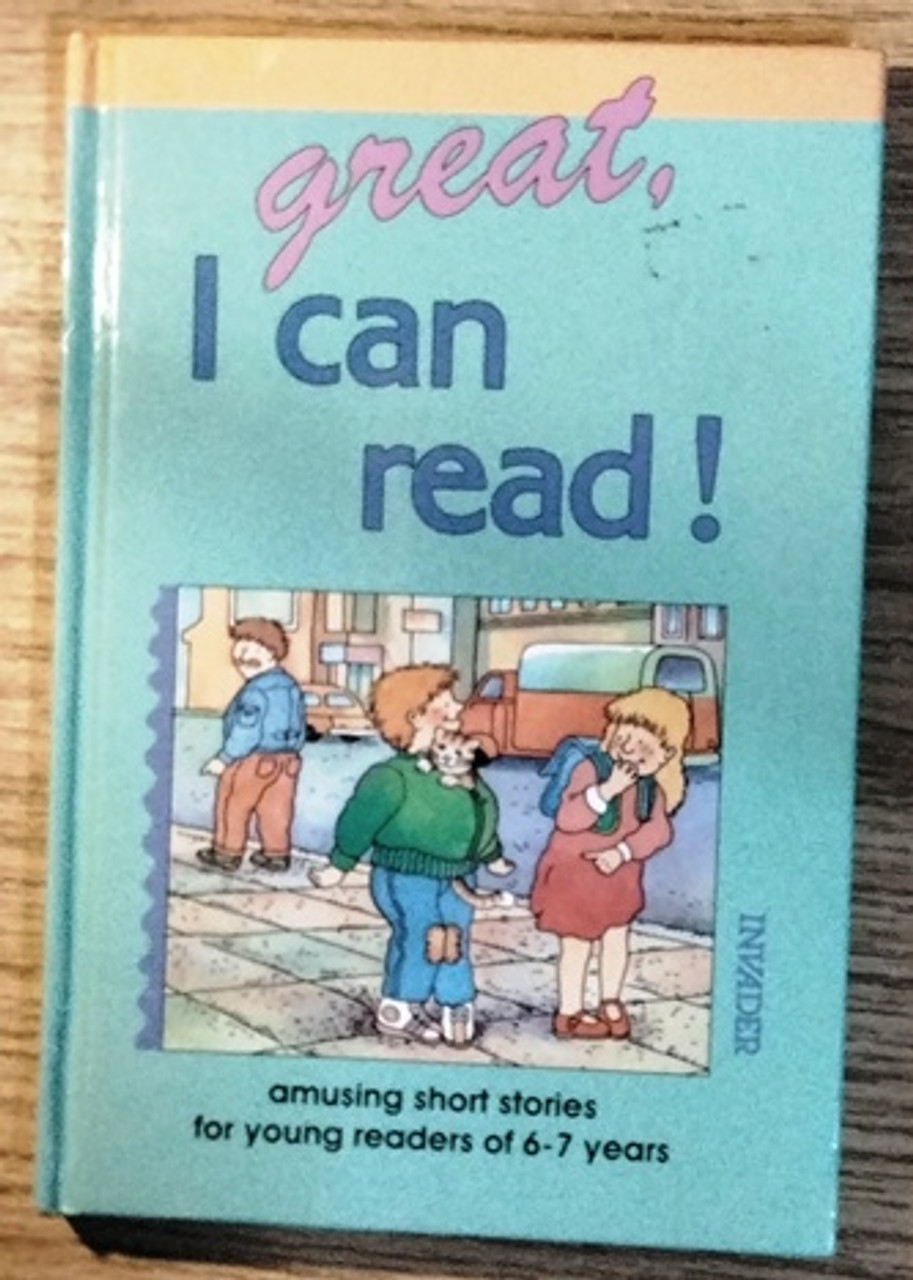 great,
I can
read!
INVADER
amusing short stories
for young readers of 6-7 years